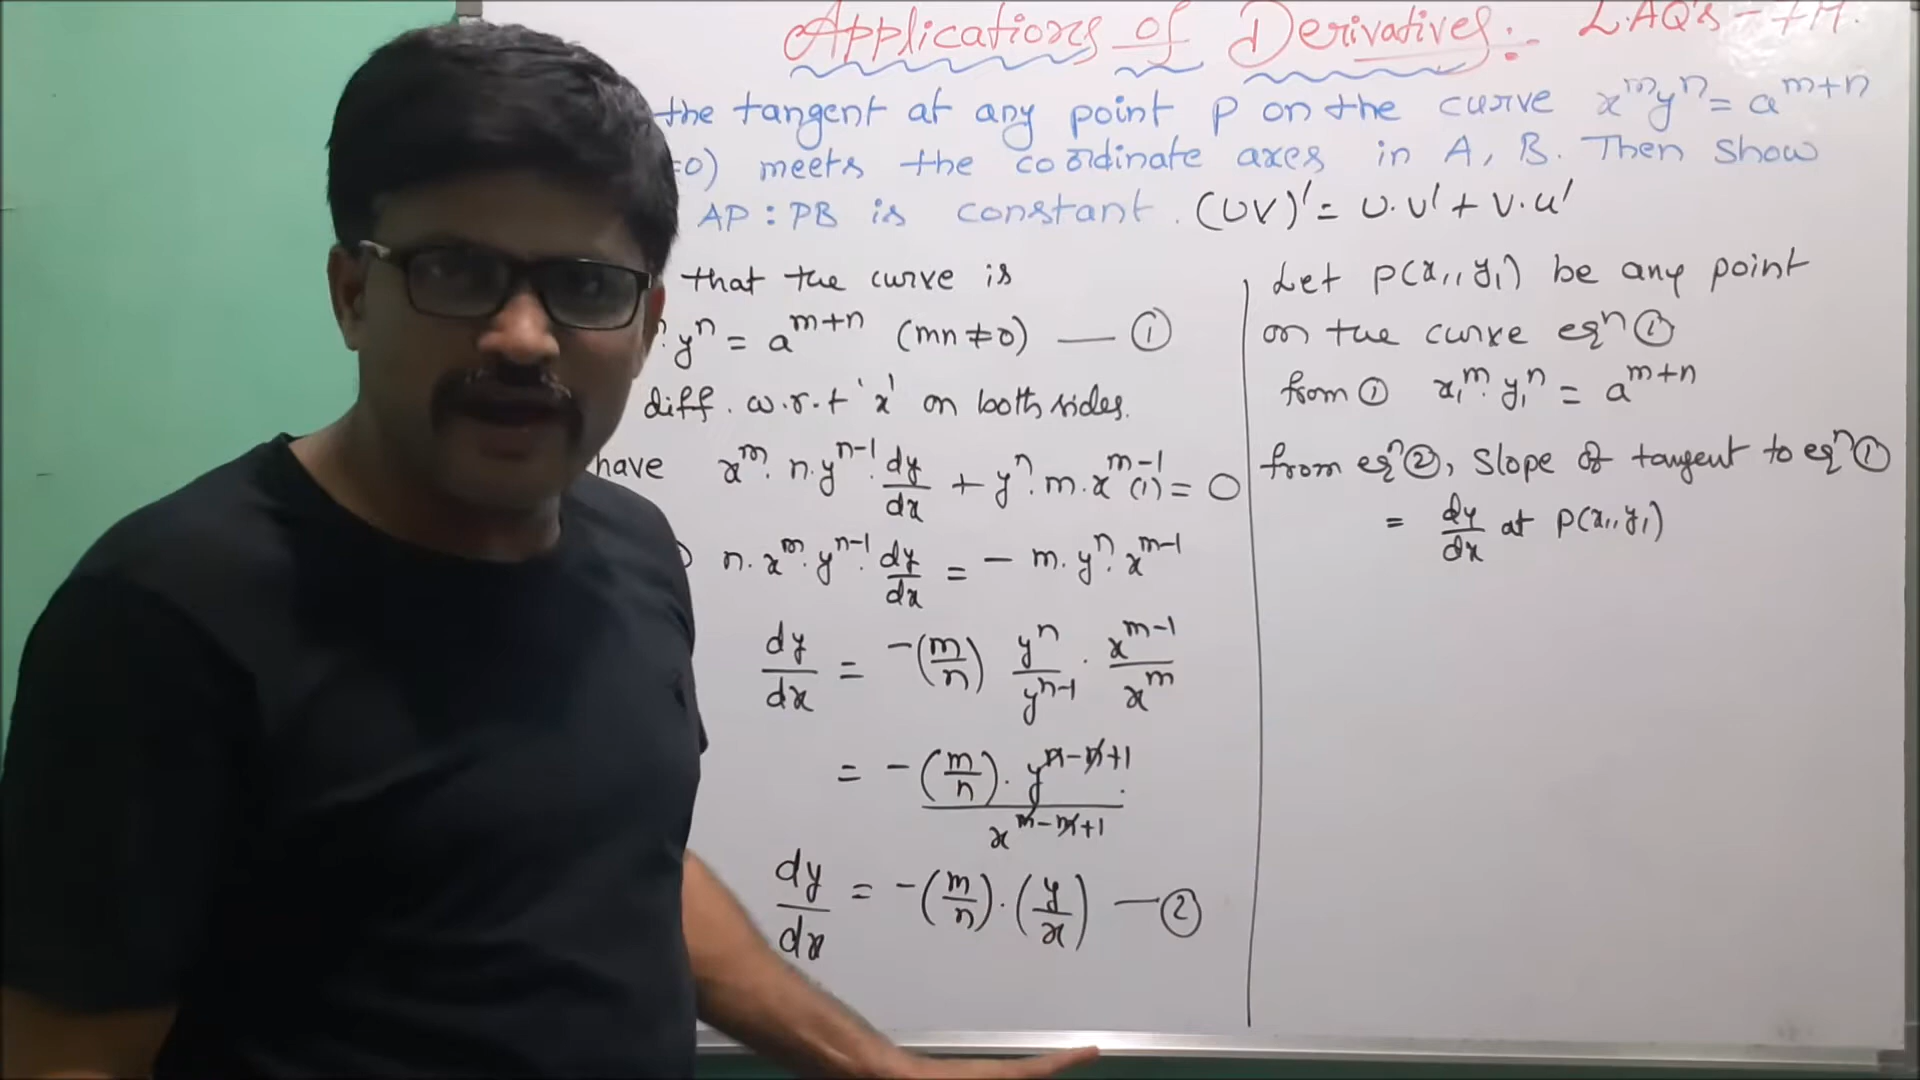 Applications of Derivatives:- L.AQ's - 7M.
the tangent at any point P on the curve x^m y^n = a^{m+n}
=0) meets the coordinate axes in A, B. Then show
AP : PB is constant. (UV)' = U.V' + V.u'
that the curve is
y^n = a^{m+n} (mn ≠ 0) — ①
diff. w.r.t 'x' on both sides.
have x^m . n.y^{n-1} . dy/dx + y^n . m . x^{m-1} (1) = 0
n . x^m . y^{n-1} . dy/dx = - m . y^n . x^{m-1}
dy/dx = -(m/n) y^n/y^{n-1} . x^{m-1}/x^m
= -(m/n) . y^{n-n+1} / x^{m-m+1}
dy/dx = -(m/n) . (y/x) — ②
Let P(x₁, y₁) be any point
on the curve eqⁿ ①
from ① x₁^m . y₁^n = a^{m+n}
from eqⁿ ②, Slope of tangent to eqⁿ ①
= dy/dx at P(x₁, y₁)